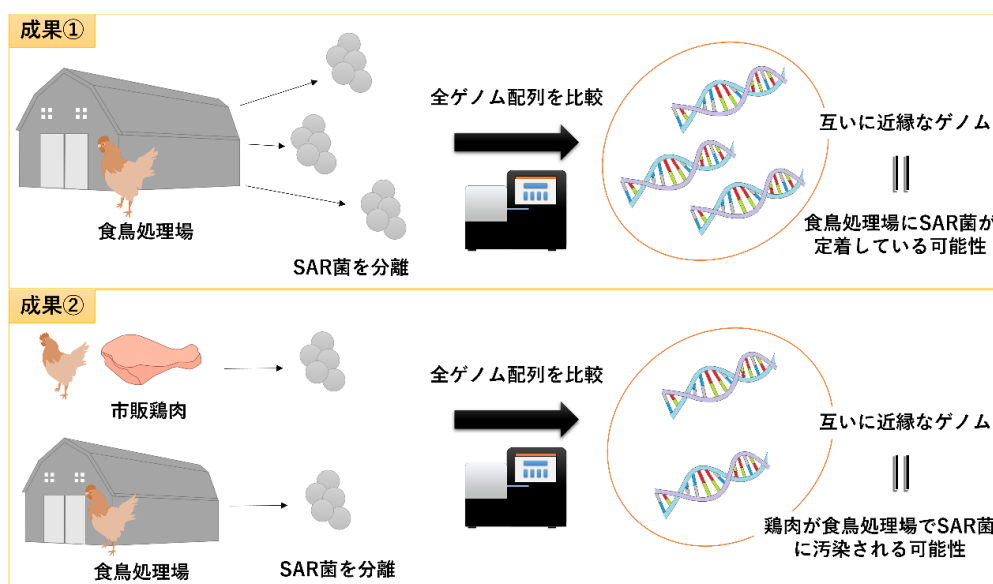 成果①
全ゲノム配列を比較
互いに近縁なゲノム
食鳥処理場
SAR菌を分離
食鳥処理場にSAR菌が
定着している可能性
成果②
市販鶏肉
全ゲノム配列を比較
互いに近縁なゲノム
食鳥処理場
SAR菌を分離
鶏肉が食鳥処理場でSAR菌
に汚染される可能性